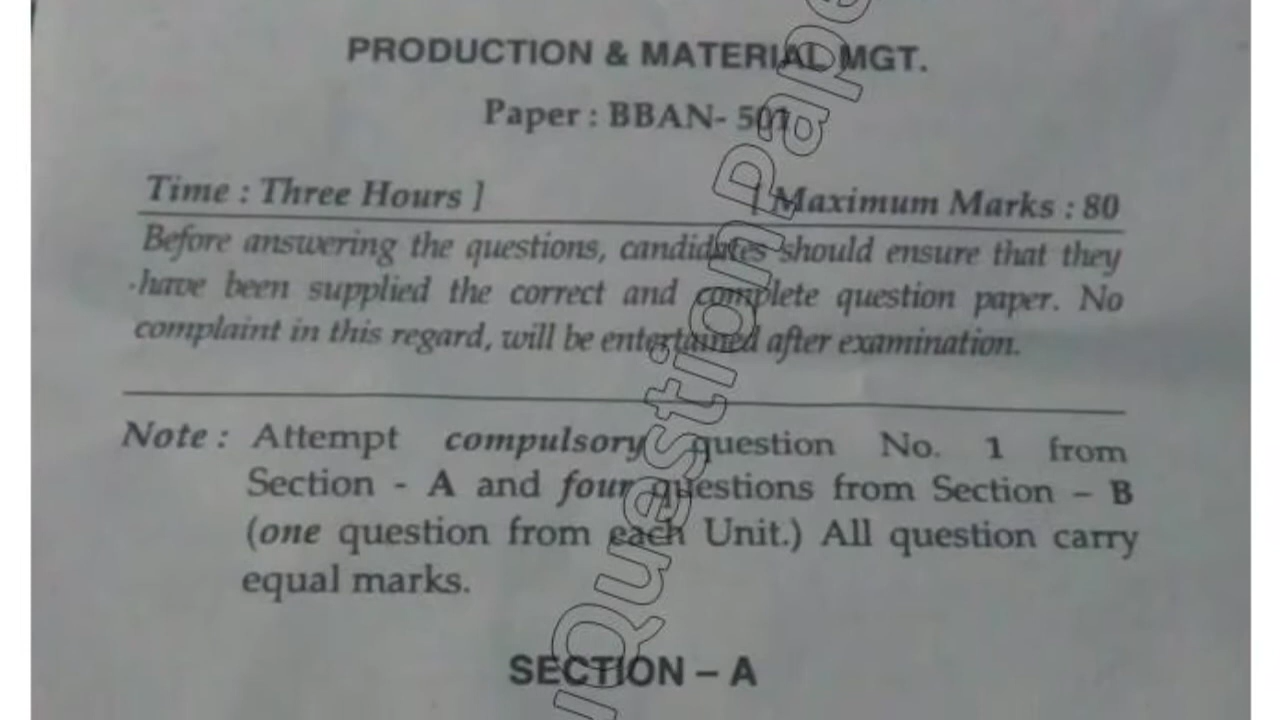 PRODUCTION & MATERIAL MGT.
Paper : BBAN- 501
Time : Three Hours ] [ Maximum Marks : 80
Before answering the questions, candidates should ensure that they
have been supplied the correct and complete question paper. No
complaint in this regard, will be entertained after examination.
Note : Attempt compulsory question No. 1 from
Section - A and four questions from Section – B
(one question from each Unit.) All question carry
equal marks.
SECTION – A
QuestionPape